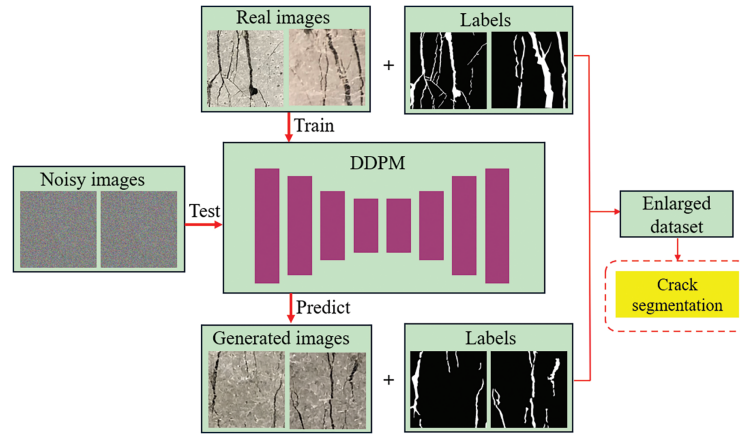 Real images
+
Labels
Train
DDPM
Noisy images
Test
Enlarged
dataset
Crack
segmentation
Predict
Generated images
+
Labels